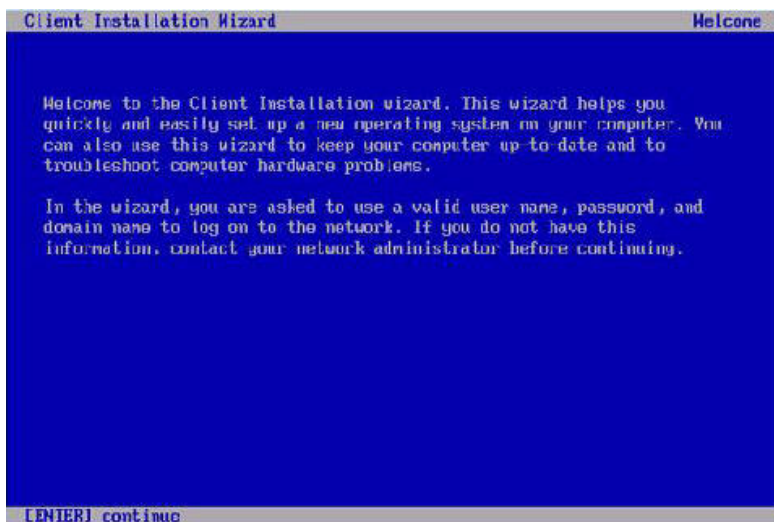 Client Installation Wizard Welcome
Welcome to the Client Installation wizard. This wizard helps you
quickly and easily set up a new operating system on your computer. You
can also use this wizard to keep your computer up-to-date and to
troubleshoot computer hardware problems.
In the wizard, you are asked to use a valid user name, password, and
domain name to log on to the network. If you do not have this
information, contact your network administrator before continuing.
[ENTER] continue